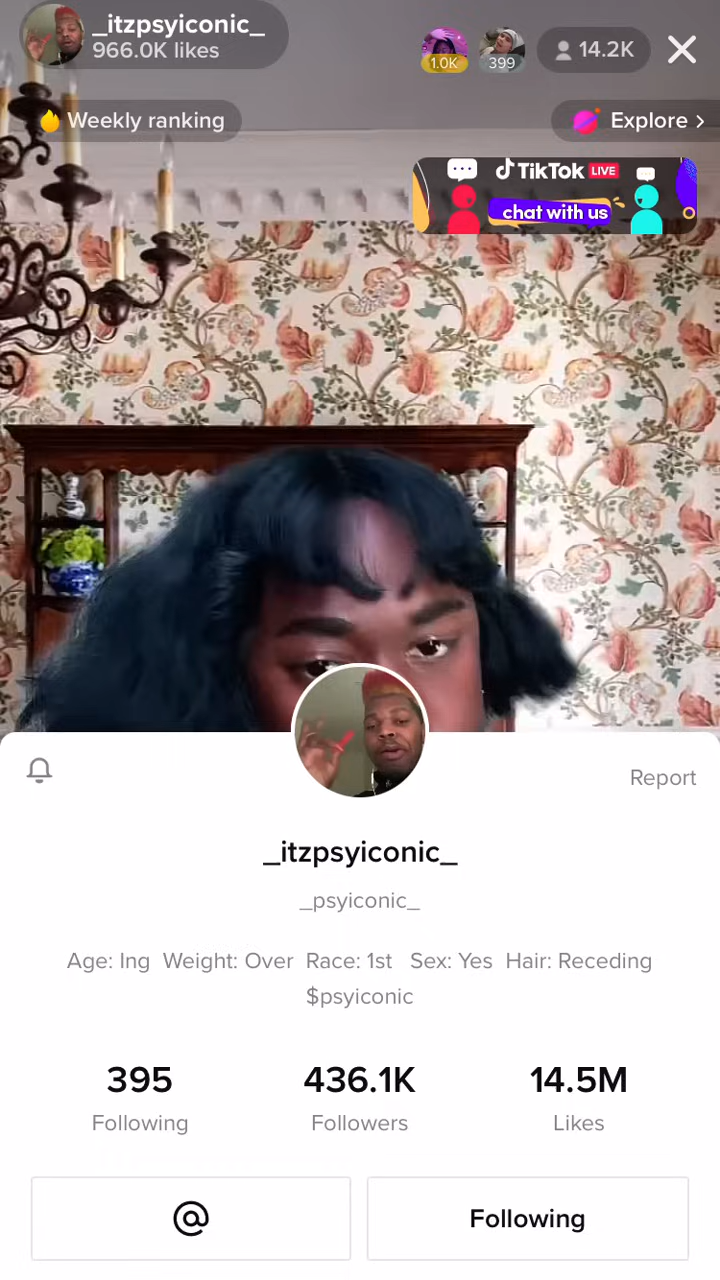 _itzpsyiconic_
966.0K likes
1.0K
399
14.2K
Weekly ranking
Explore >
TikTok LIVE
chat with us
Report
_itzpsyiconic_
_psyiconic_
Age: Ing Weight: Over Race: 1st Sex: Yes Hair: Receding
$psyiconic
395
436.1K
14.5M
Following
Followers
Likes
@
Following